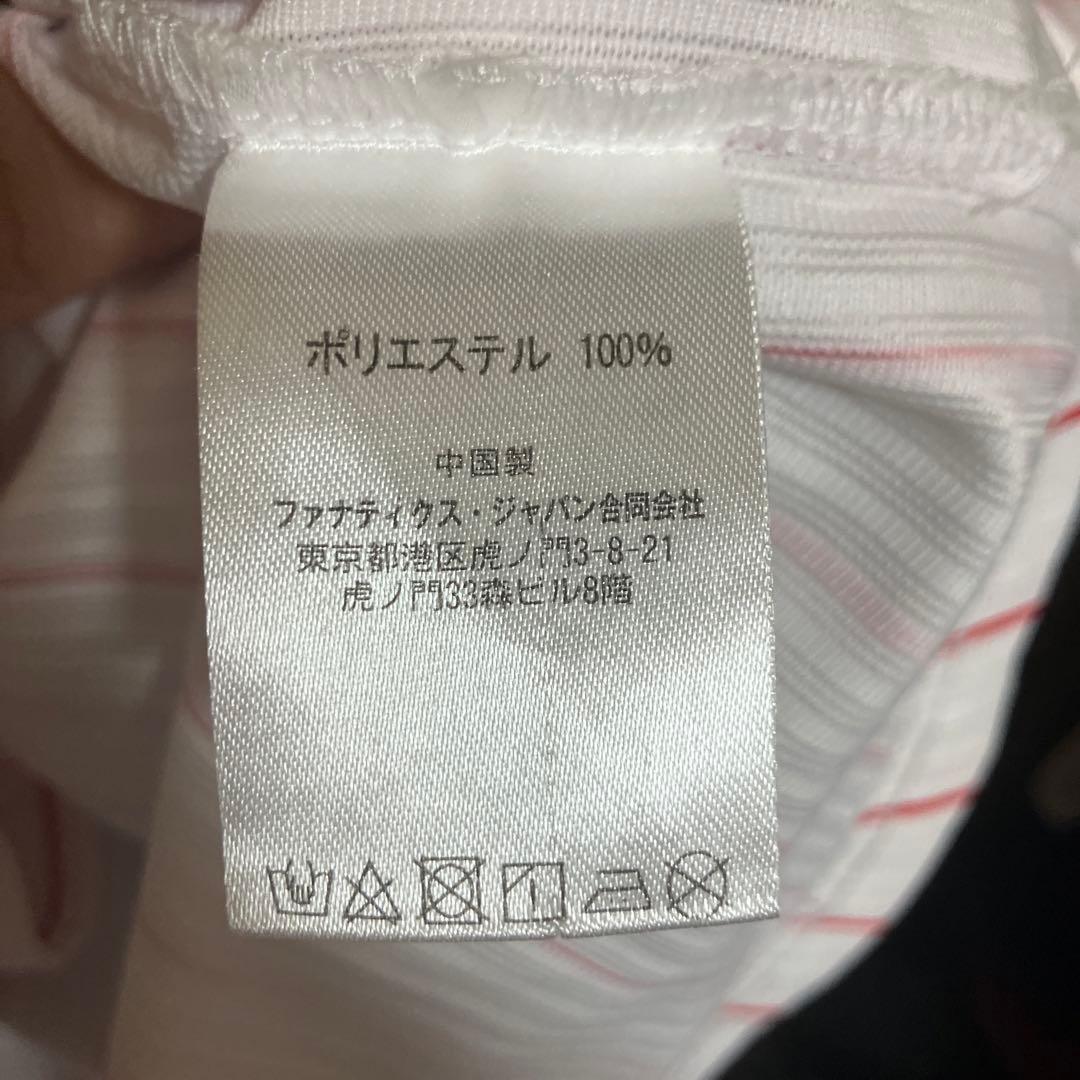 ポリエステル 100%
中国製
ファナティクス・ジャパン合同会社
東京都港区虎ノ門3-8-21
虎ノ門33森ビル8階